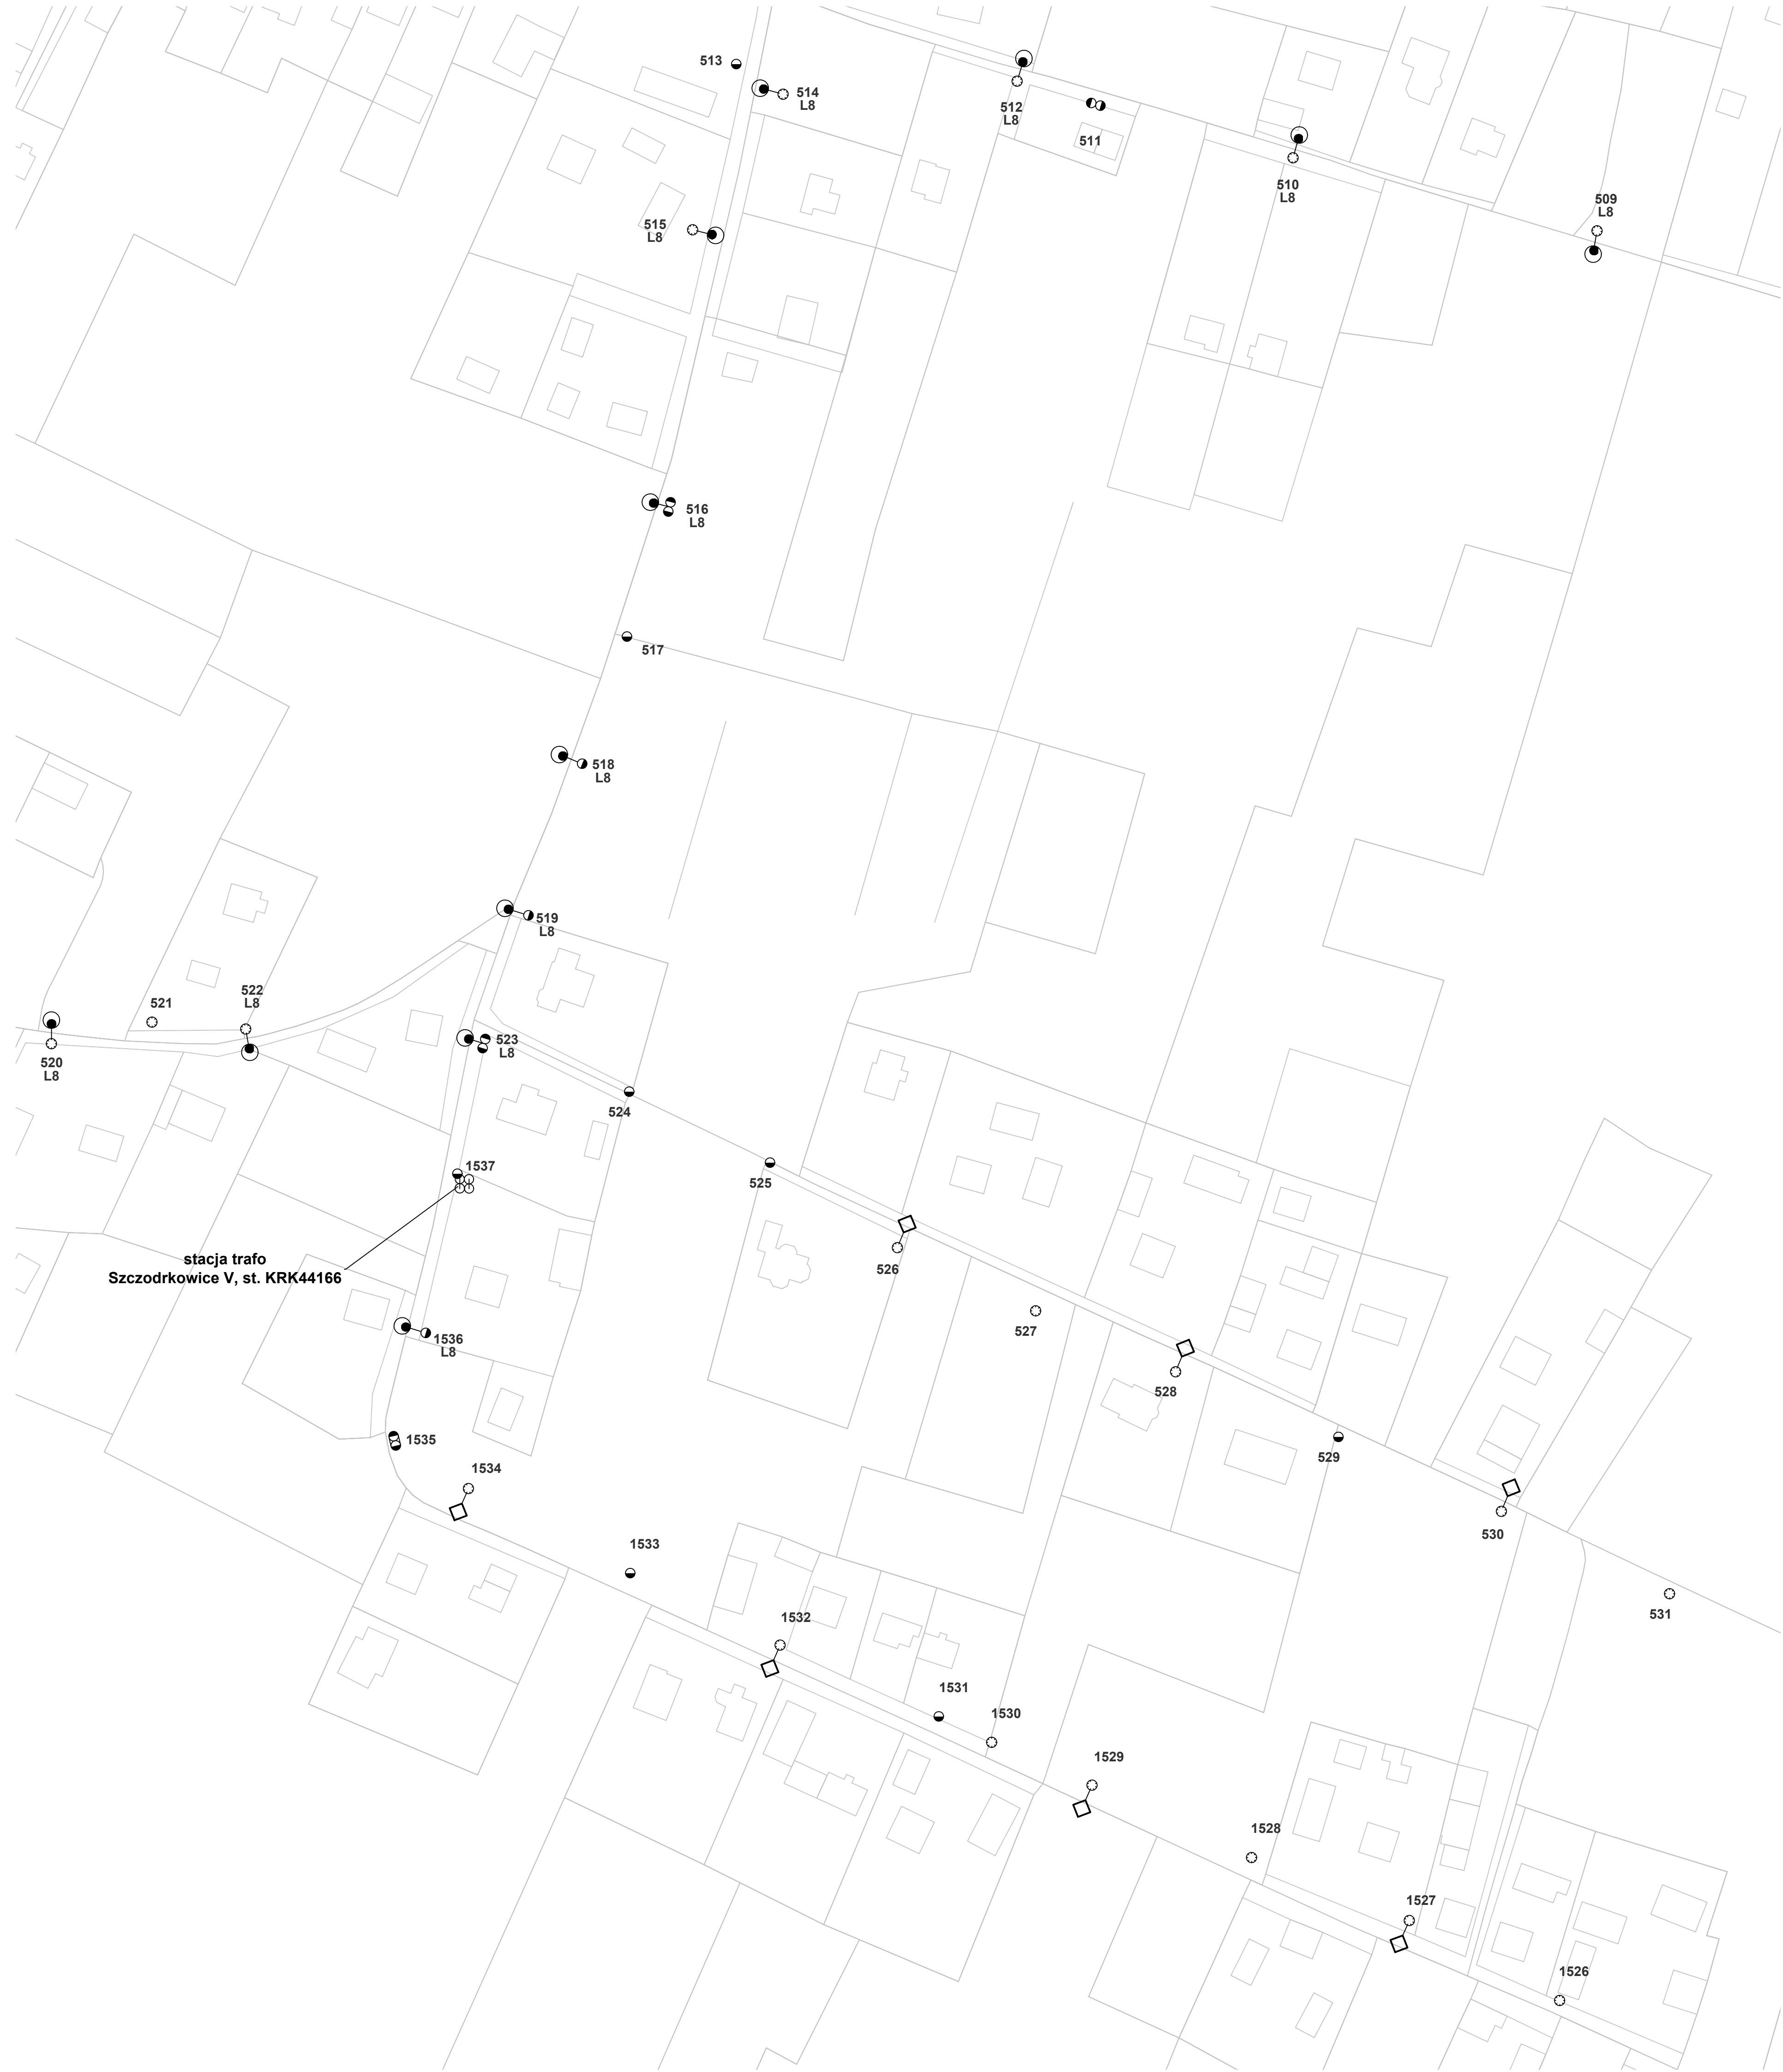 513
514
L8
512
L8
511
510
L8
509
L8
515
L8
516
L8
517
518
L8
519
L8
520
L8
521
522
L8
523
L8
524
525
1537
stacja trafo
Szczodrkowice V, st. KRK44166
526
527
1536
L8
528
529
1535
1534
530
1533
531
1532
1531
1530
1529
1528
1527
1526